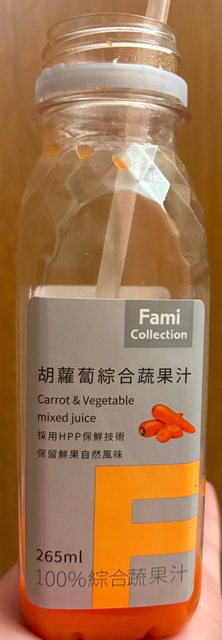 Fami
Collection
胡蘿蔔綜合蔬果汁
Carrot & Vegetable
mixed juice
採用HPP保鮮技術
保留鮮果自然風味
F
265ml
100%綜合蔬果汁